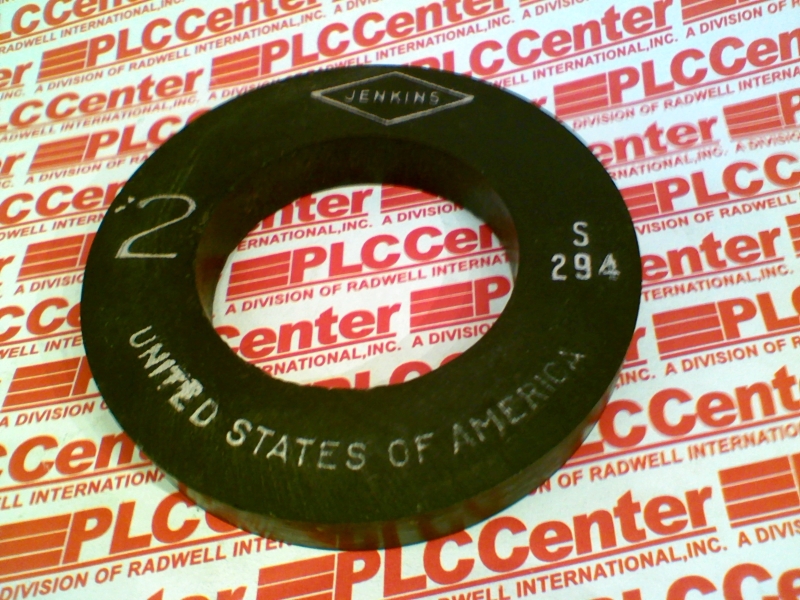 JENKINS
2
S
294
UNITED STATES OF AMERICA
PLCCenter
A DIVISION OF RADWELL INTERNATIONAL,INC.